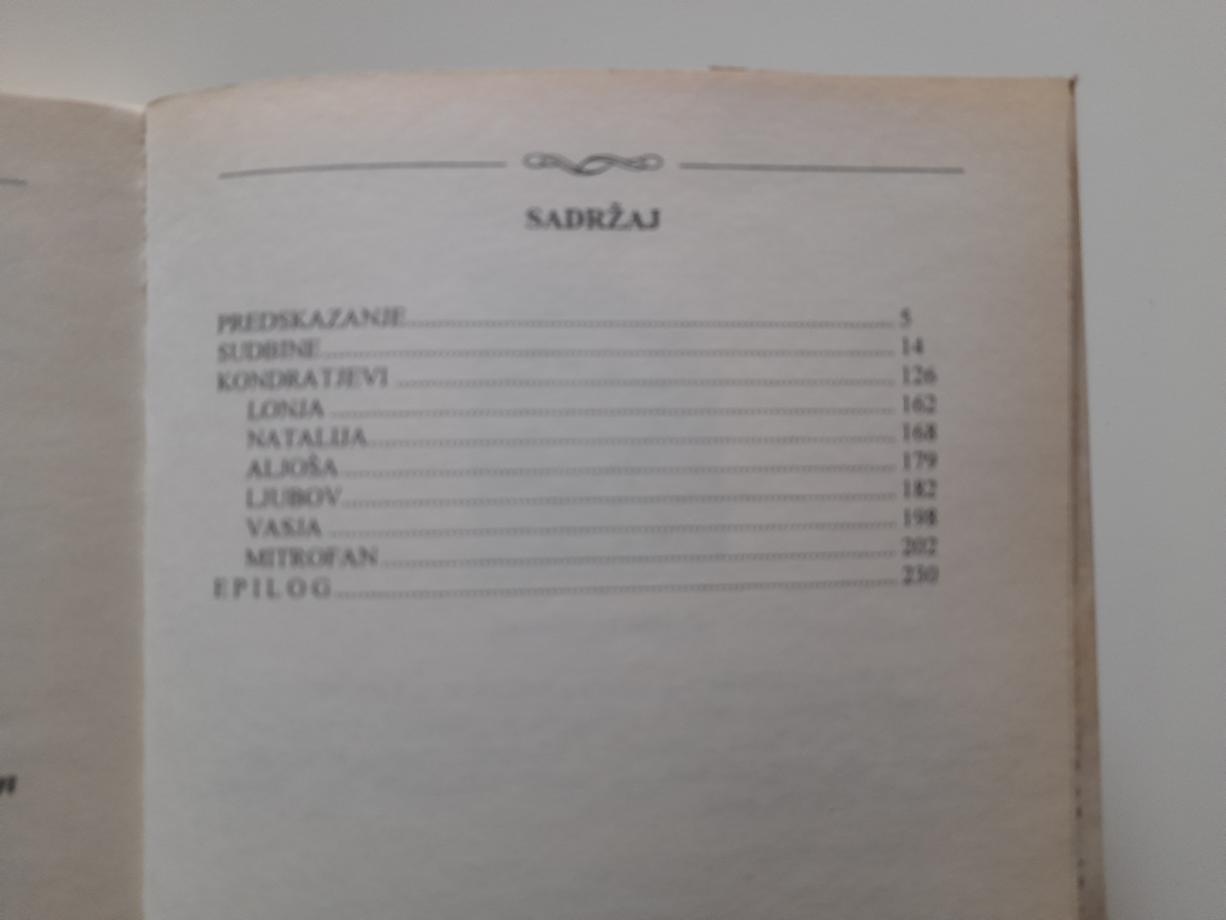 SADRŽAJ
PREDSKAZANJE........................ 5
SUDBINE........................ 14
KONDRATJEVI ........................ 126
LONJA ........................ 162
NATALIJA........................ 168
ALJOŠA........................ 179
LJUBOV........................ 182
VASJA ........................ 198
MITROFAN........................ 202
E P I L O G........................ 230